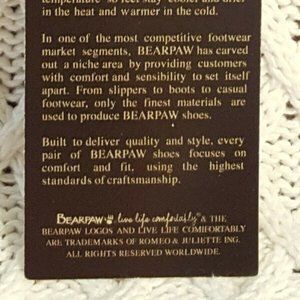 temperature so feet stay cooler and drier
in the heat and warmer in the cold.
In one of the most competitive footwear
market segments, BEARPAW has carved
out a niche area by providing customers
with comfort and sensibility to set itself
apart. From slippers to boots to casual
footwear, only the finest materials are
used to produce BEARPAW shoes.
Built to deliver quality and style, every
pair of BEARPAW shoes focuses on
comfort and fit, using the highest
standards of craftsmanship.
BEARPAW live life comfortably® & THE
BEARPAW LOGOS AND LIVE LIFE COMFORTABLY
ARE TRADEMARKS OF ROMEO & JULIETTE INC.
ALL RIGHTS RESERVED WORLDWIDE.